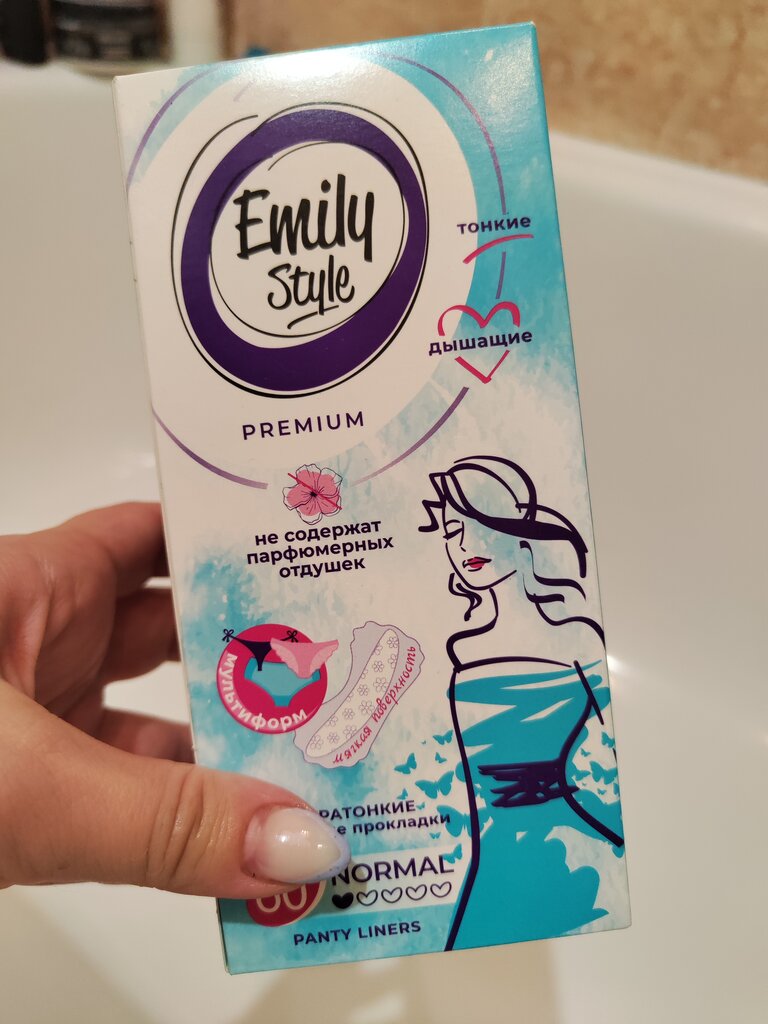 Emily
Style
тонкие
дышащие
PREMIUM
не содержат
парфюмерных
отдушек
мультиформ
мягкая поверхность
прокладки
NORMAL
PANTY LINERS